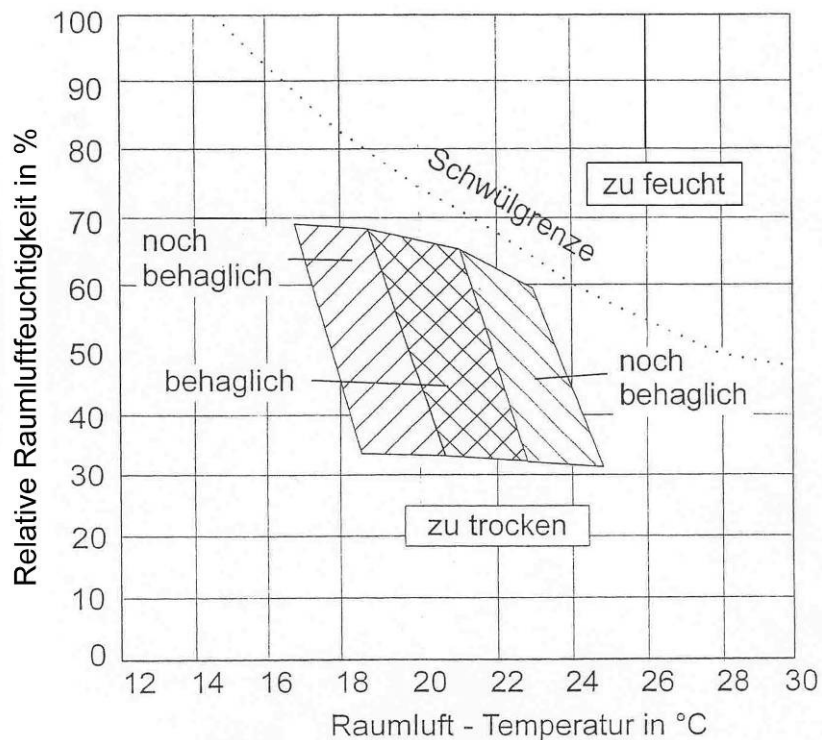 Relative Raumluftfeuchtigkeit in %
100
90
80
70
60
50
40
30
20
10
0
Schwülgrenze
zu feucht
noch
behaglich
behaglich
noch
behaglich
zu trocken
12 14 16 18 20 22 24 26 28 30
Raumluft - Temperatur in °C